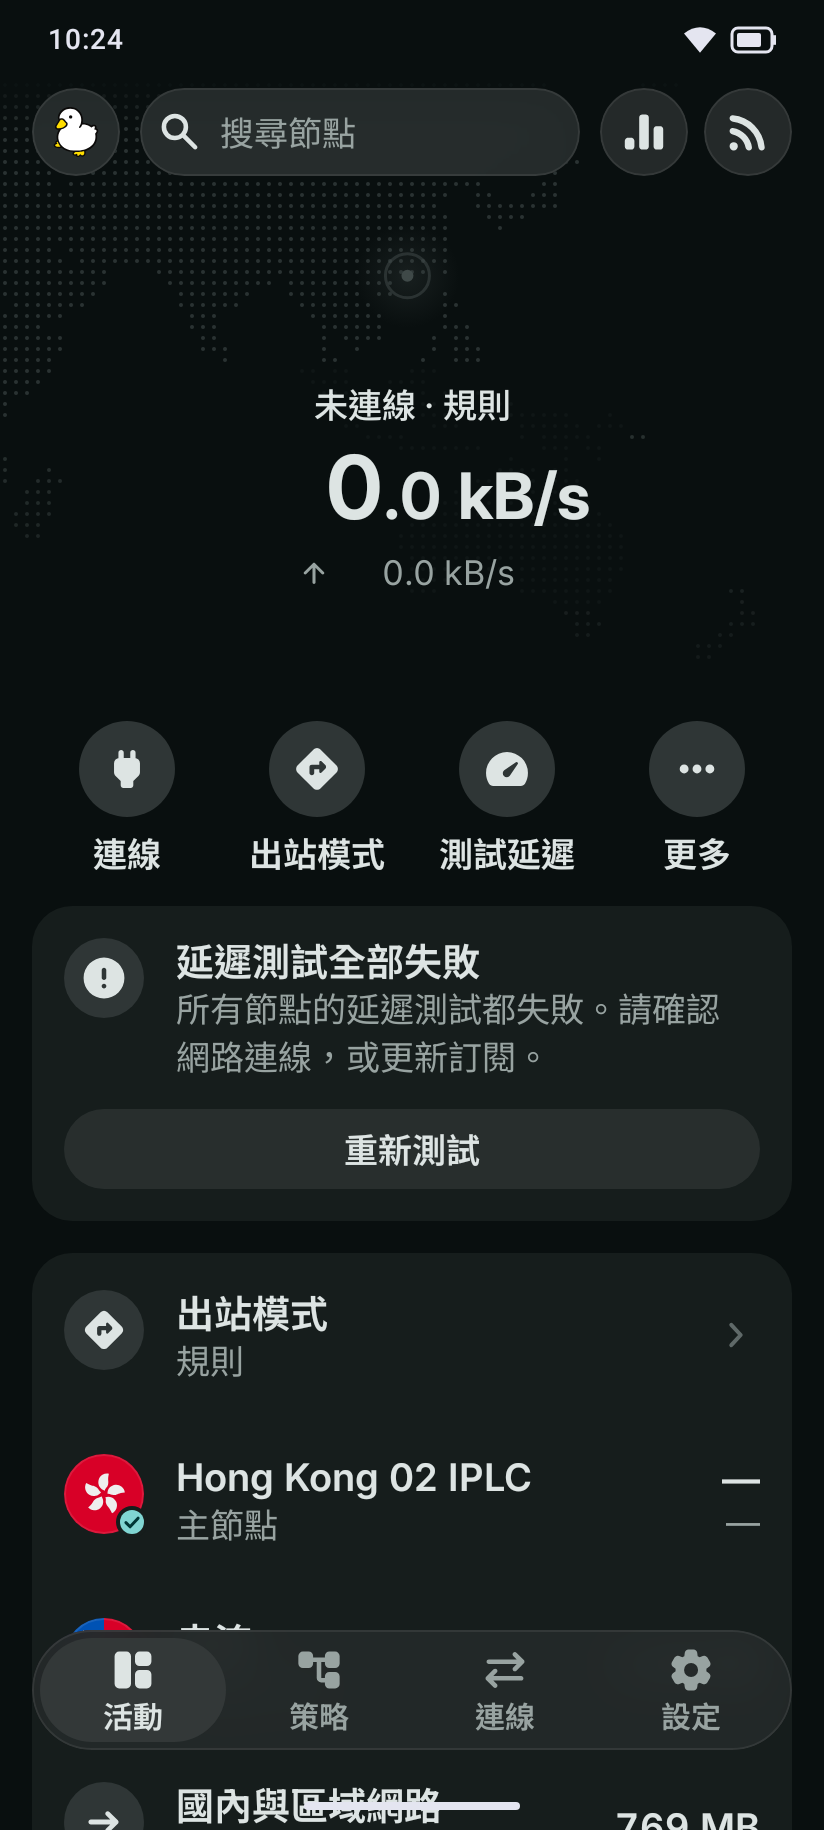 10:24
搜尋節點
未連線 · 規則
0.0 kB/s
↑ 0.0 kB/s
連線
出站模式
測試延遲
更多
延遲測試全部失敗
所有節點的延遲測試都失敗。請確認
網路連線，或更新訂閱。
重新測試
出站模式
規則
Hong Kong 02 IPLC
—
主節點
—
活動
策略
連線
設定
國內與區域網路
769 MB